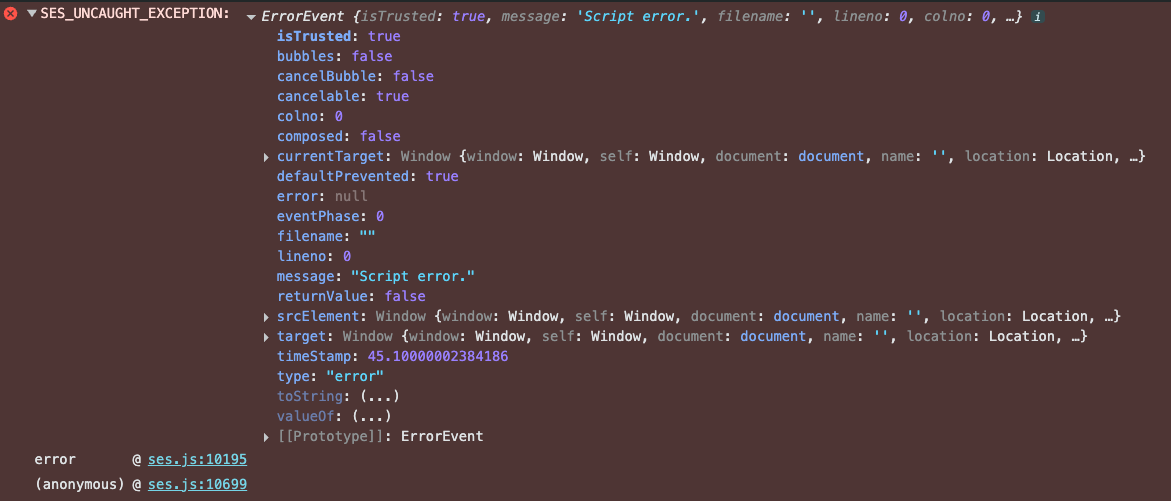 SES_UNCAUGHT_EXCEPTION: ErrorEvent {isTrusted: true, message: 'Script error.', filename: '', lineno: 0, colno: 0, …} i
isTrusted: true
bubbles: false
cancelBubble: false
cancelable: true
colno: 0
composed: false
currentTarget: Window {window: Window, self: Window, document: document, name: '', location: Location, …}
defaultPrevented: true
error: null
eventPhase: 0
filename: ""
lineno: 0
message: "Script error."
returnValue: false
srcElement: Window {window: Window, self: Window, document: document, name: '', location: Location, …}
target: Window {window: Window, self: Window, document: document, name: '', location: Location, …}
timeStamp: 45.10000002384186
type: "error"
toString: (...)
valueOf: (...)
[[Prototype]]: ErrorEvent
error @ ses.js:10195
(anonymous) @ ses.js:10699